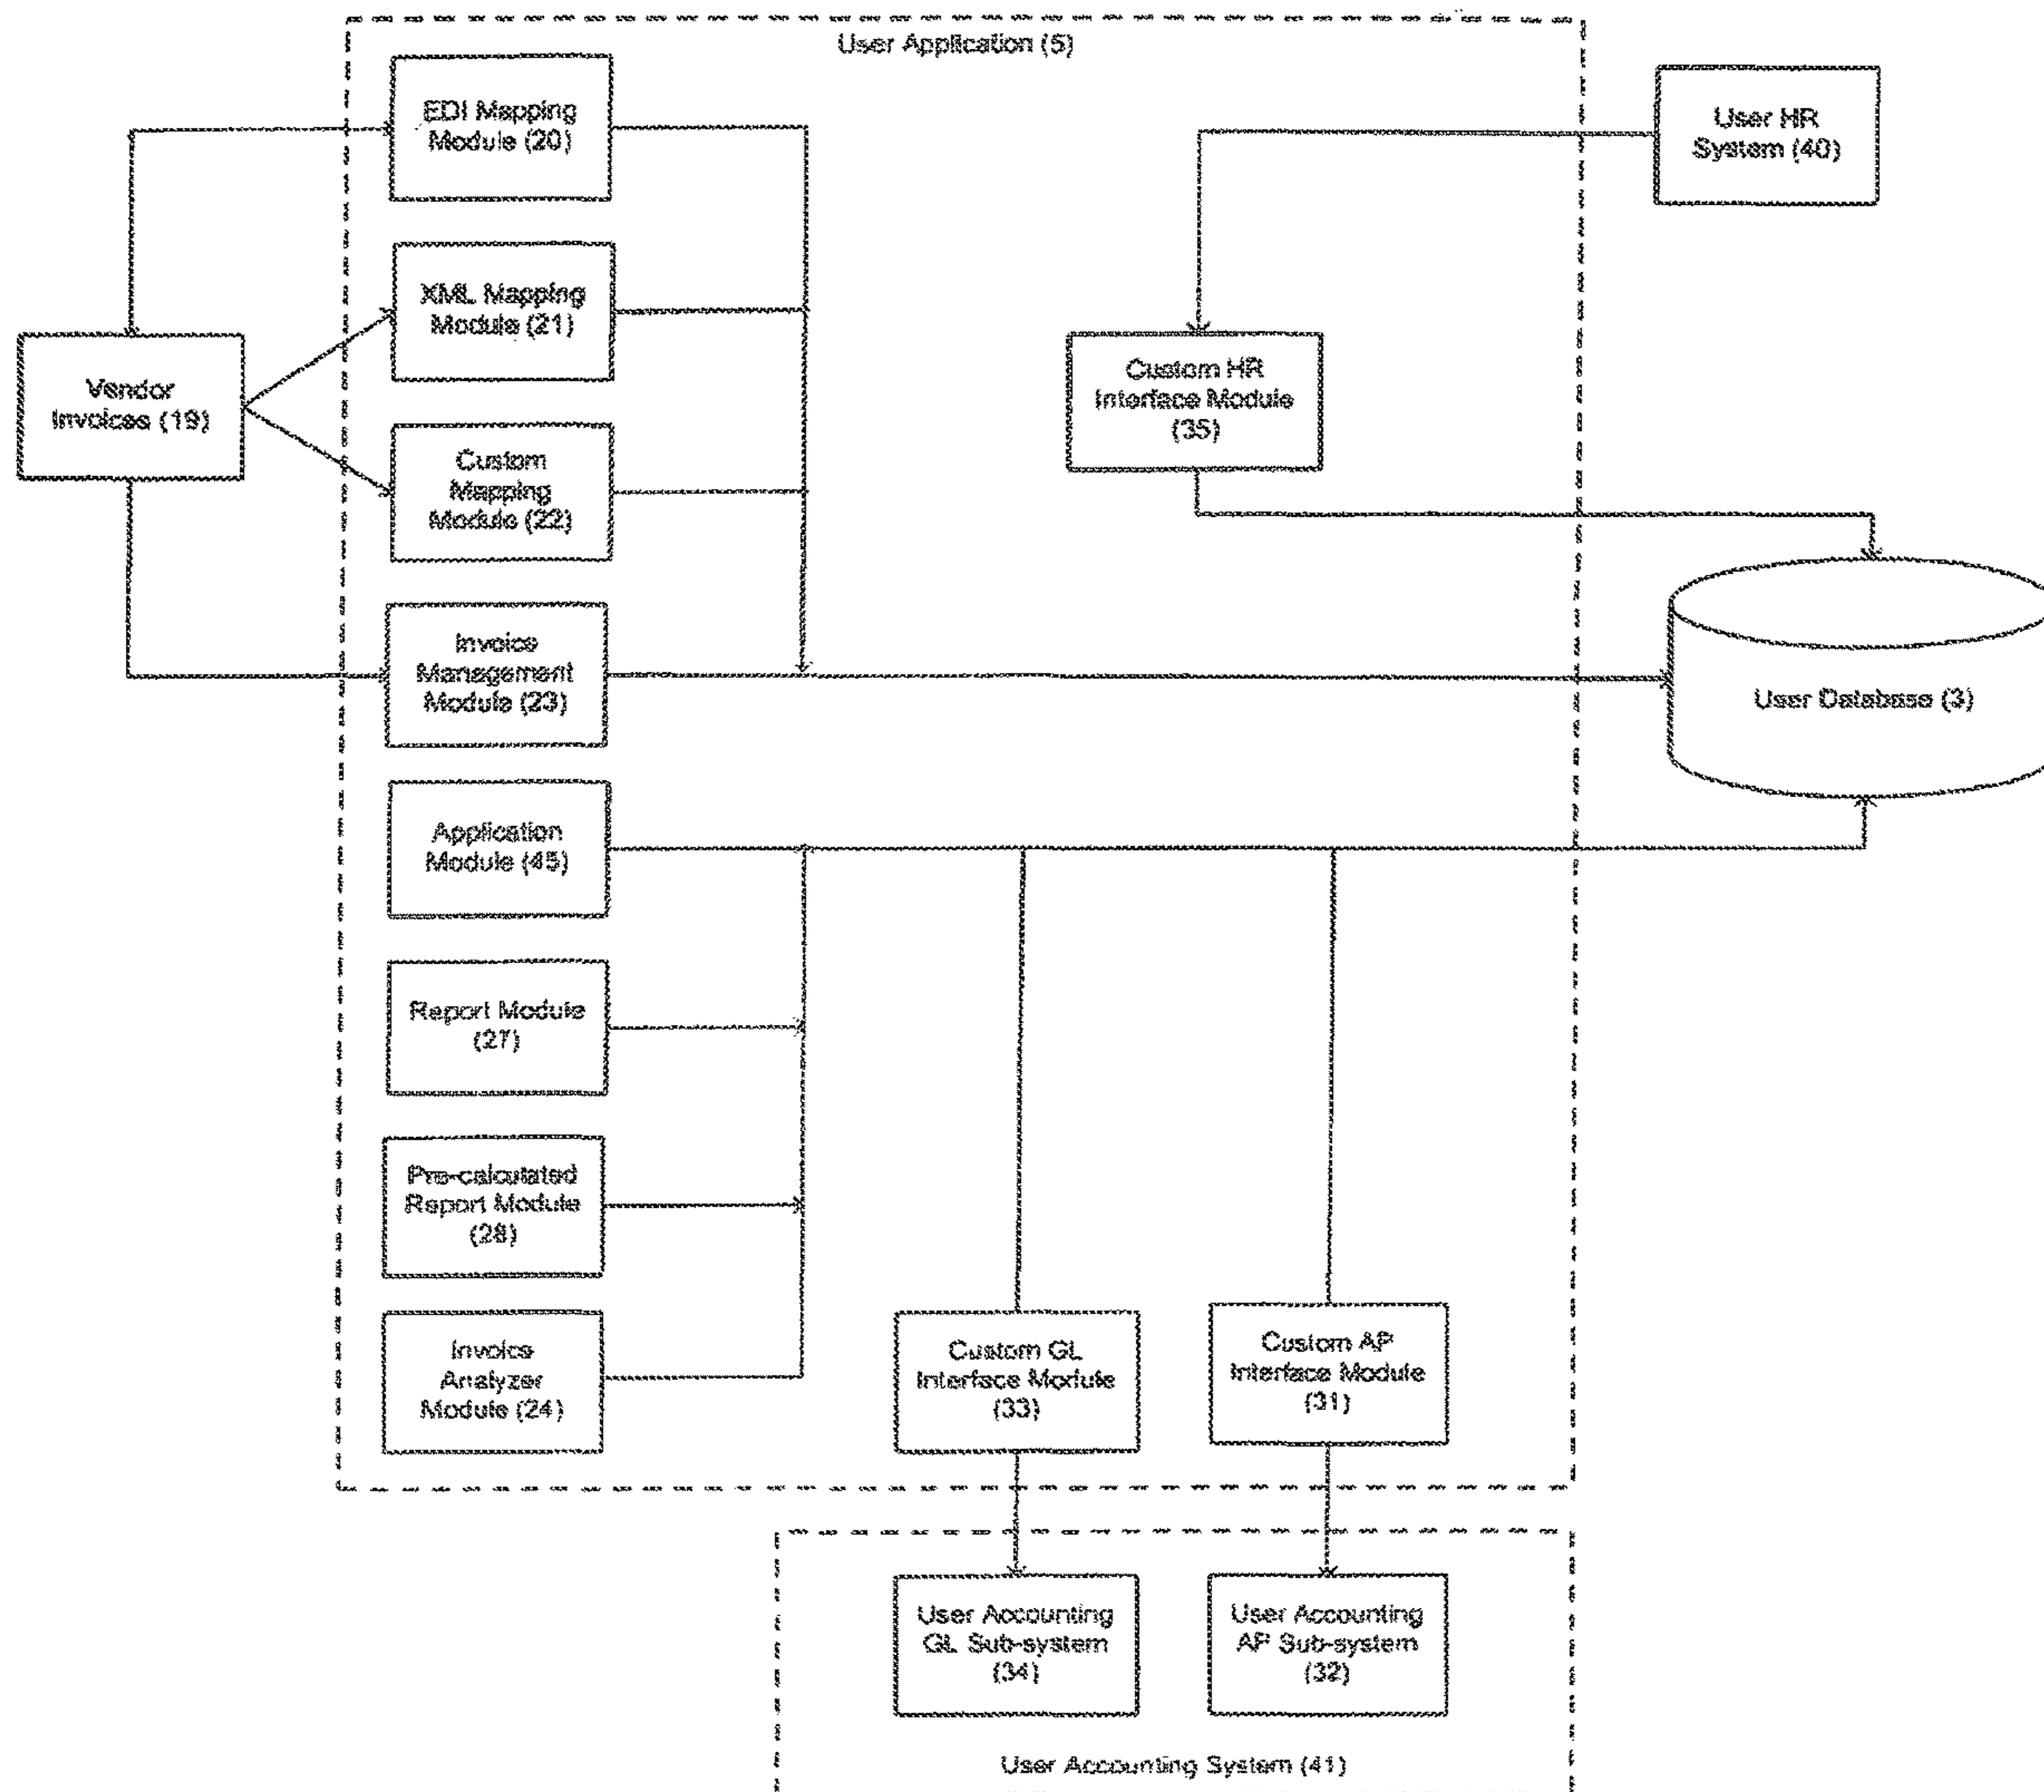 User Application (5)
EDI Mapping
Module (20)
User HR
System (40)
XML Mapping
Module (21)
Vendor
Invoices (19)
Custom HR
Interface Module
(35)
Custom
Mapping
Module (22)
Invoice
Management
Module (23)
User Database (3)
Application
Module (45)
Report Module
(27)
Pre-calculated
Report Module
(28)
Invoice
Analyzer
Module (24)
Custom GL
Interface Module
(33)
Custom AP
Interface Module
(31)
User Accounting
GL Sub-system
(34)
User Accounting
AP Sub-system
(32)
User Accounting System (41)